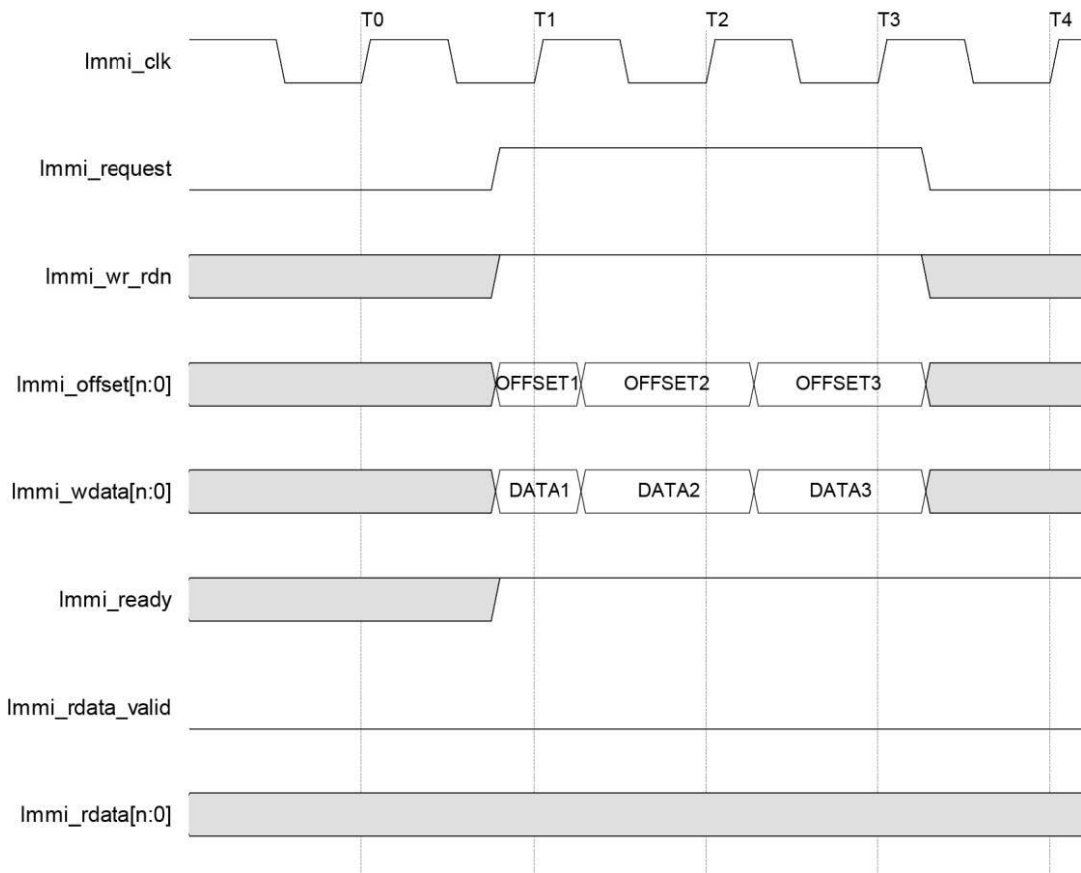 T0 T1 T2 T3 T4
lmmi_clk
lmmi_request
lmmi_wr_rdn
lmmi_offset[n:0] OFFSET1 OFFSET2 OFFSET3
lmmi_wdata[n:0] DATA1 DATA2 DATA3
lmmi_ready
lmmi_rdata_valid
lmmi_rdata[n:0]